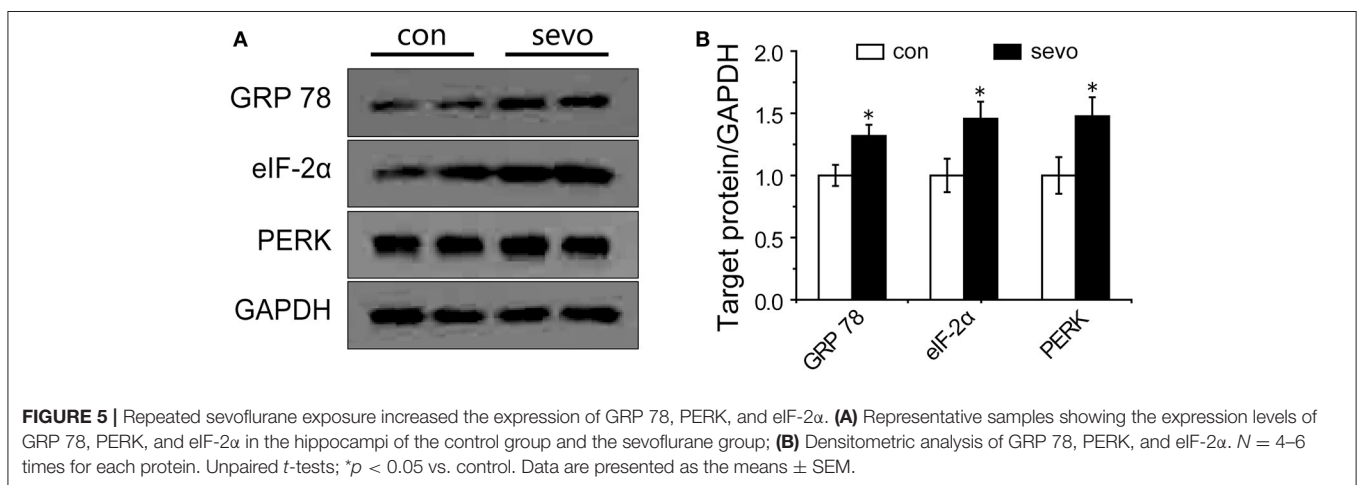 A
con sevo
GRP 78
eIF-2α
PERK
GAPDH
B
con sevo
Target protein/GAPDH
2.0
1.5
1.0
0.5
0.0
* * *
GRP 78 eIF-2α PERK
FIGURE 5 | Repeated sevoflurane exposure increased the expression of GRP 78, PERK, and eIF-2α. (A) Representative samples showing the expression levels of
GRP 78, PERK, and eIF-2α in the hippocampi of the control group and the sevoflurane group; (B) Densitometric analysis of GRP 78, PERK, and eIF-2α. N = 4–6
times for each protein. Unpaired t-tests; *p < 0.05 vs. control. Data are presented as the means ± SEM.